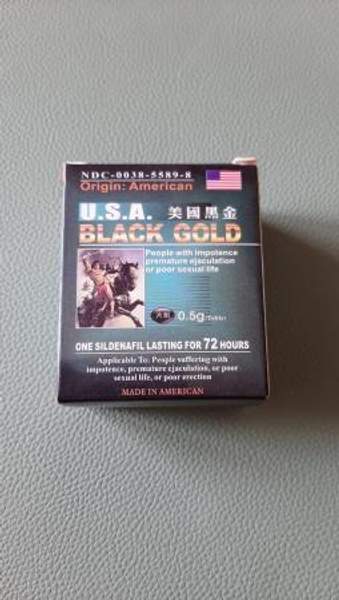 NDC-0038-5589-8
Origin: American
U.S.A. 美國黑金
BLACK GOLD
People with impotence
premature ejaculation
or poor sexual life
0.5g
ONE SILDENAFIL LASTING FOR 72 HOURS
Applicable To: People suffering with
impotence, premature ejaculation, or poor
sexual life, or poor erection
MADE IN AMERICAN